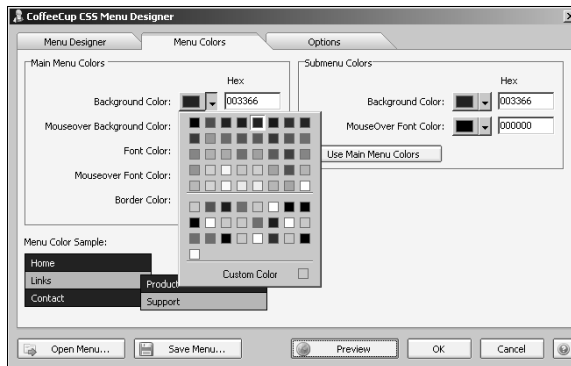 CoffeeCup CSS Menu Designer
Menu Designer
Menu Colors
Options
Main Menu Colors
Hex
Background Color:
003366
Mouseover Background Color:
Font Color:
Mouseover Font Color:
Border Color:
Custom Color
Submenu Colors
Hex
Background Color:
003366
MouseOver Font Color:
000000
Use Main Menu Colors
Menu Color Sample:
Home
Links
Contact
Product
Support
Open Menu...
Save Menu...
Preview
OK
Cancel